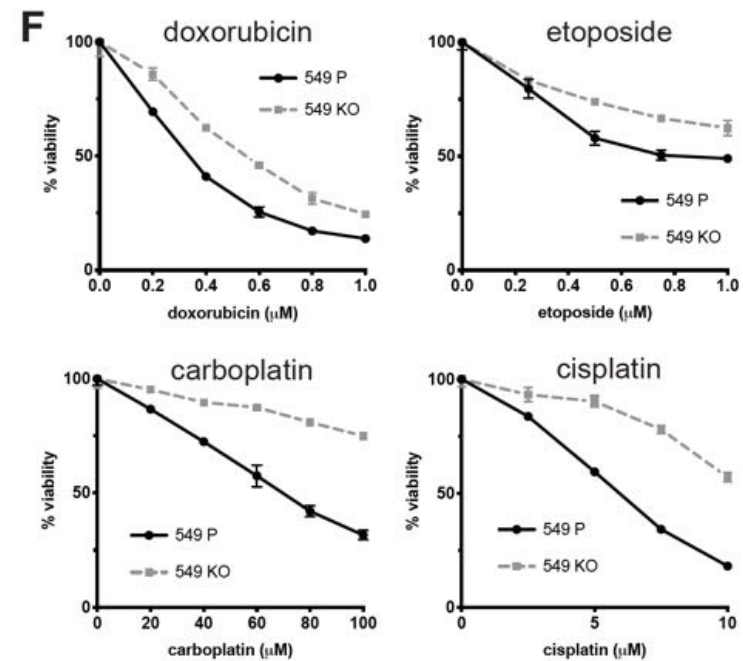 F
doxorubicin
100
50
0
% viability
549 P
549 KO
0.0 0.2 0.4 0.6 0.8 1.0
doxorubicin (μM)
etoposide
100
50
0
% viability
549 P
549 KO
0.0 0.2 0.4 0.6 0.8 1.0
etoposide (μM)
carboplatin
100
50
0
% viability
549 P
549 KO
0 20 40 60 80 100
carboplatin (μM)
cisplatin
100
50
0
% viability
549 P
549 KO
0 5 10
cisplatin (μM)